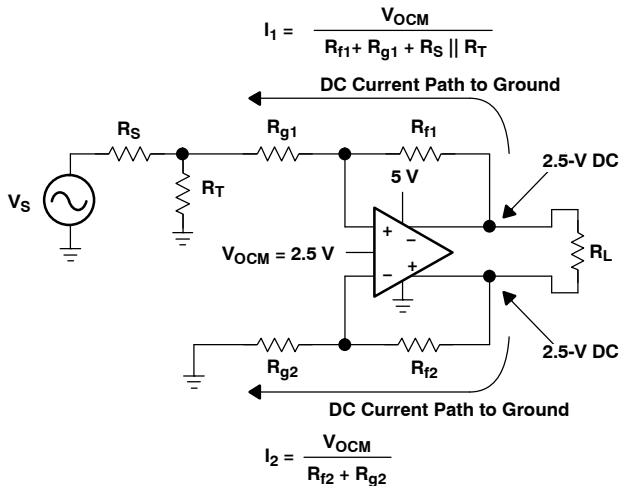 I1 = VOCM
Rf1+ Rg1 + RS || RT
DC Current Path to Ground
RS
Rg1
Rf1
2.5-V DC
5 V
RT
VS
+
−
VOCM = 2.5 V
RL
−
+
2.5-V DC
Rg2
Rf2
DC Current Path to Ground
I2 = VOCM
Rf2 + Rg2